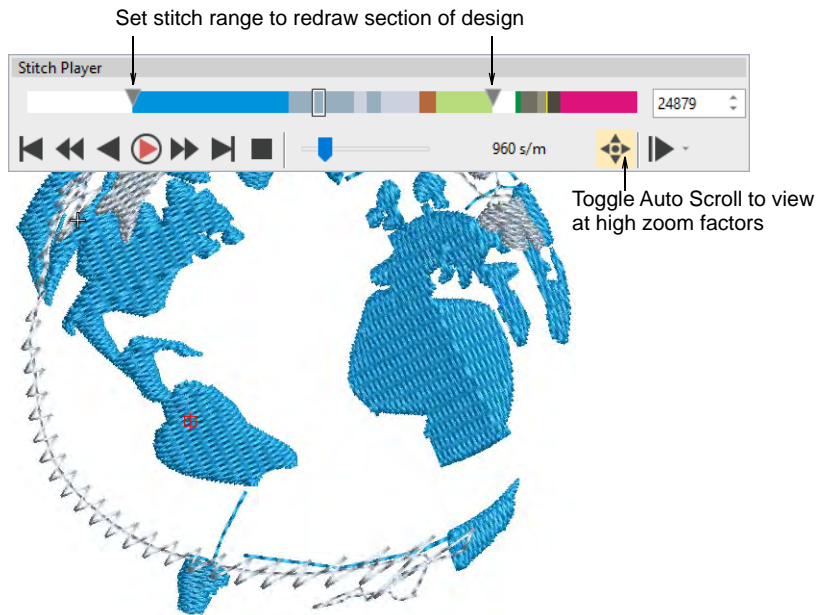 Set stitch range to redraw section of design
Stitch Player
24879
960 s/m
Toggle Auto Scroll to view
at high zoom factors